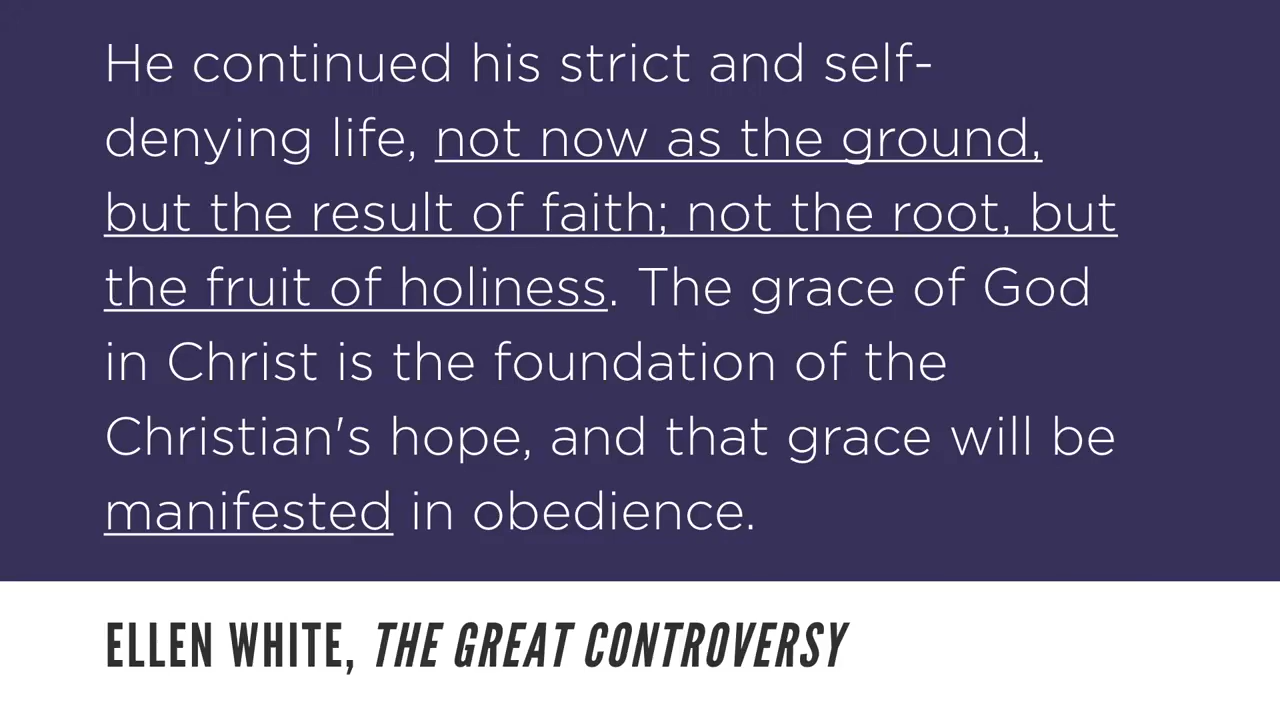 He continued his strict and self-
denying life, not now as the ground,
but the result of faith; not the root, but
the fruit of holiness. The grace of God
in Christ is the foundation of the
Christian's hope, and that grace will be
manifested in obedience.
ELLEN WHITE, THE GREAT CONTROVERSY